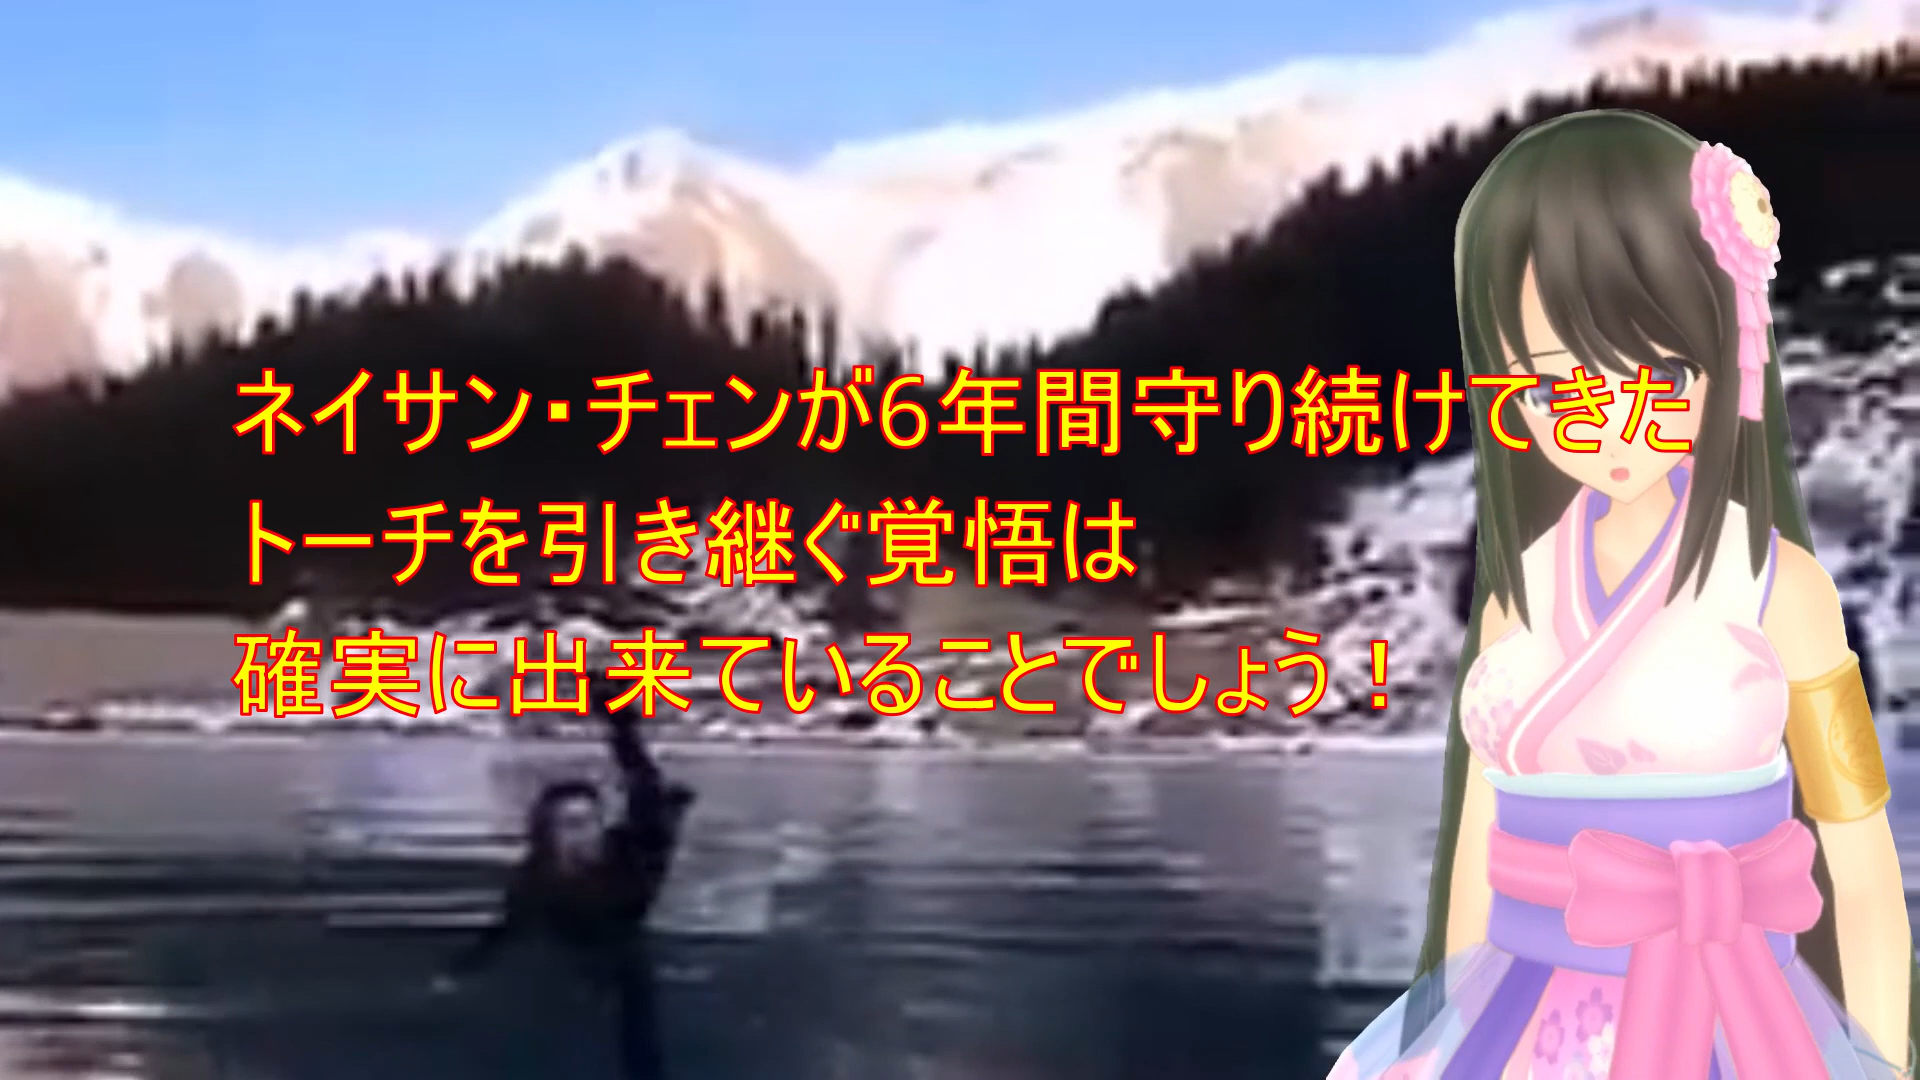 ネイサン・チェンが6年間守り続けてきた
トーチを引き継ぐ覚悟は
確実に出来ていることでしょう！